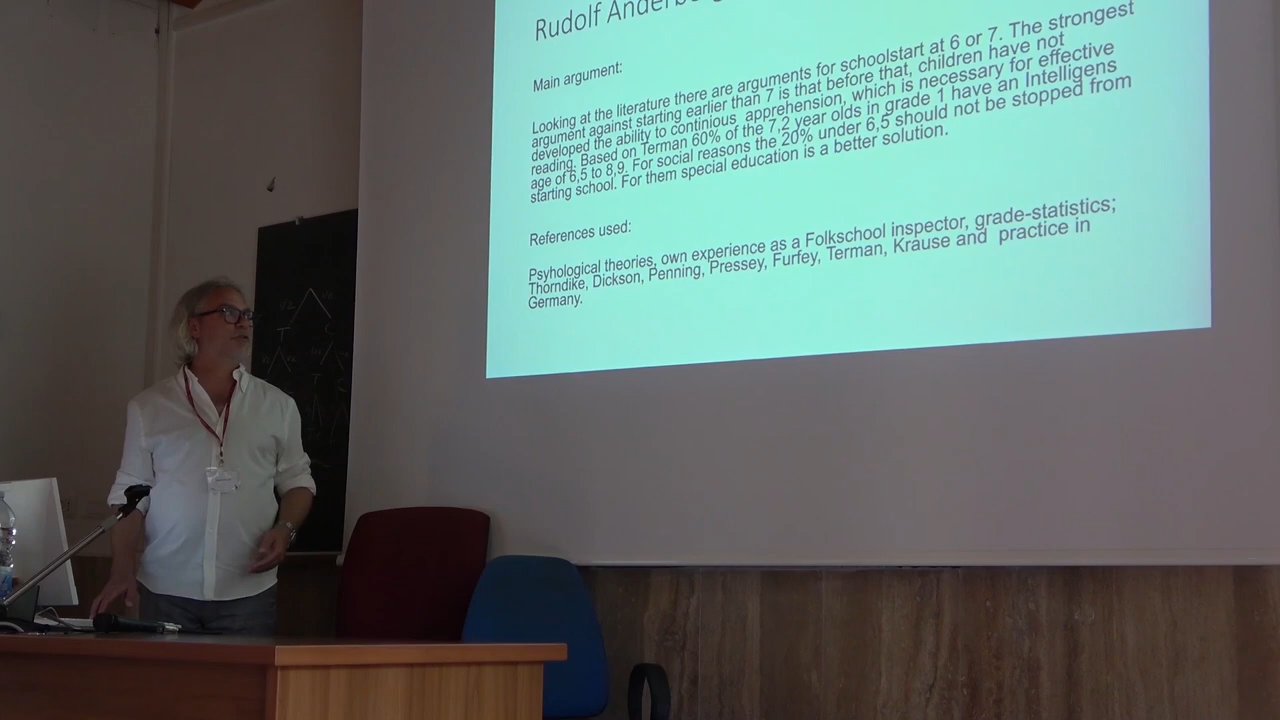 Rudolf
Main argument:
Looking at the literature there are arguments for schoolstart at 6 or 7. The strongest
argument against starting earlier than 7 is that before that, children have not
developed the ability to continious apprehension, which is necessary for effective
reading. Based on Terman 60% of the 7,2 year olds in grade 1 have an Intelligens
age of 6,5 to 8,9. For social reasons the 20% under 6,5 should not be stopped from
starting school. For them special education is a better solution.
References used:
Psyhological theories, own experience as a Folkschool inspector, grade-statistics;
Thorndike, Dickson, Penning, Pressey, Furfey, Terman, Krause and practice in
Germany.